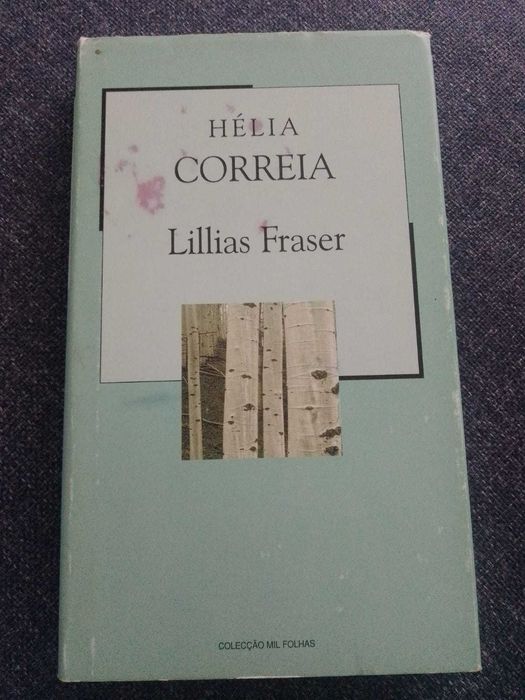 HÉLIA
CORREIA
Lillias Fraser
COLECÇÃO MIL FOLHAS